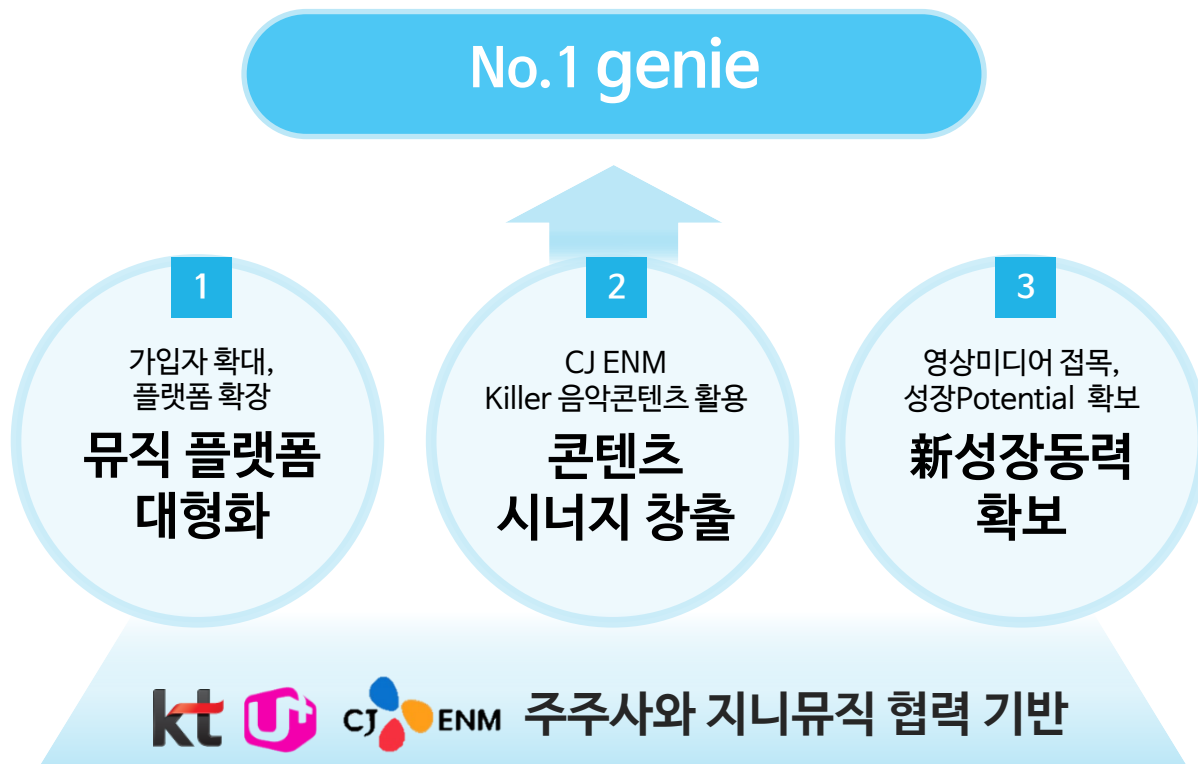 No.1 genie
1
가입자 확대,
플랫폼 확장
뮤직 플랫폼
대형화
2
CJ ENM
Killer 음악콘텐츠 활용
콘텐츠
시너지 창출
3
영상미디어 접목,
성장Potential 확보
新성장동력
확보
kt U+ CJ ENM 주주사와 지니뮤직 협력 기반